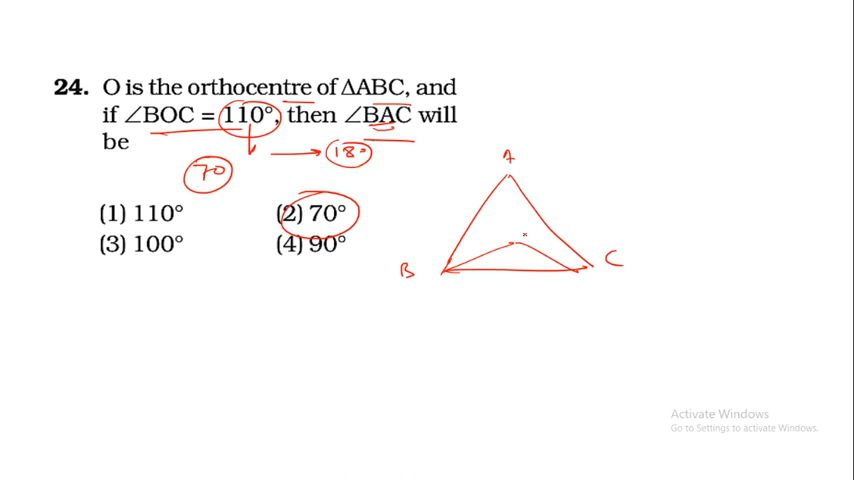 24. O is the orthocentre of ΔABC, and
if ∠BOC = 110°, then ∠BAC will
be
70
180
(1) 110° (2) 70°
(3) 100° (4) 90°
A
B
C
Activate Windows
Go to Settings to activate Windows.